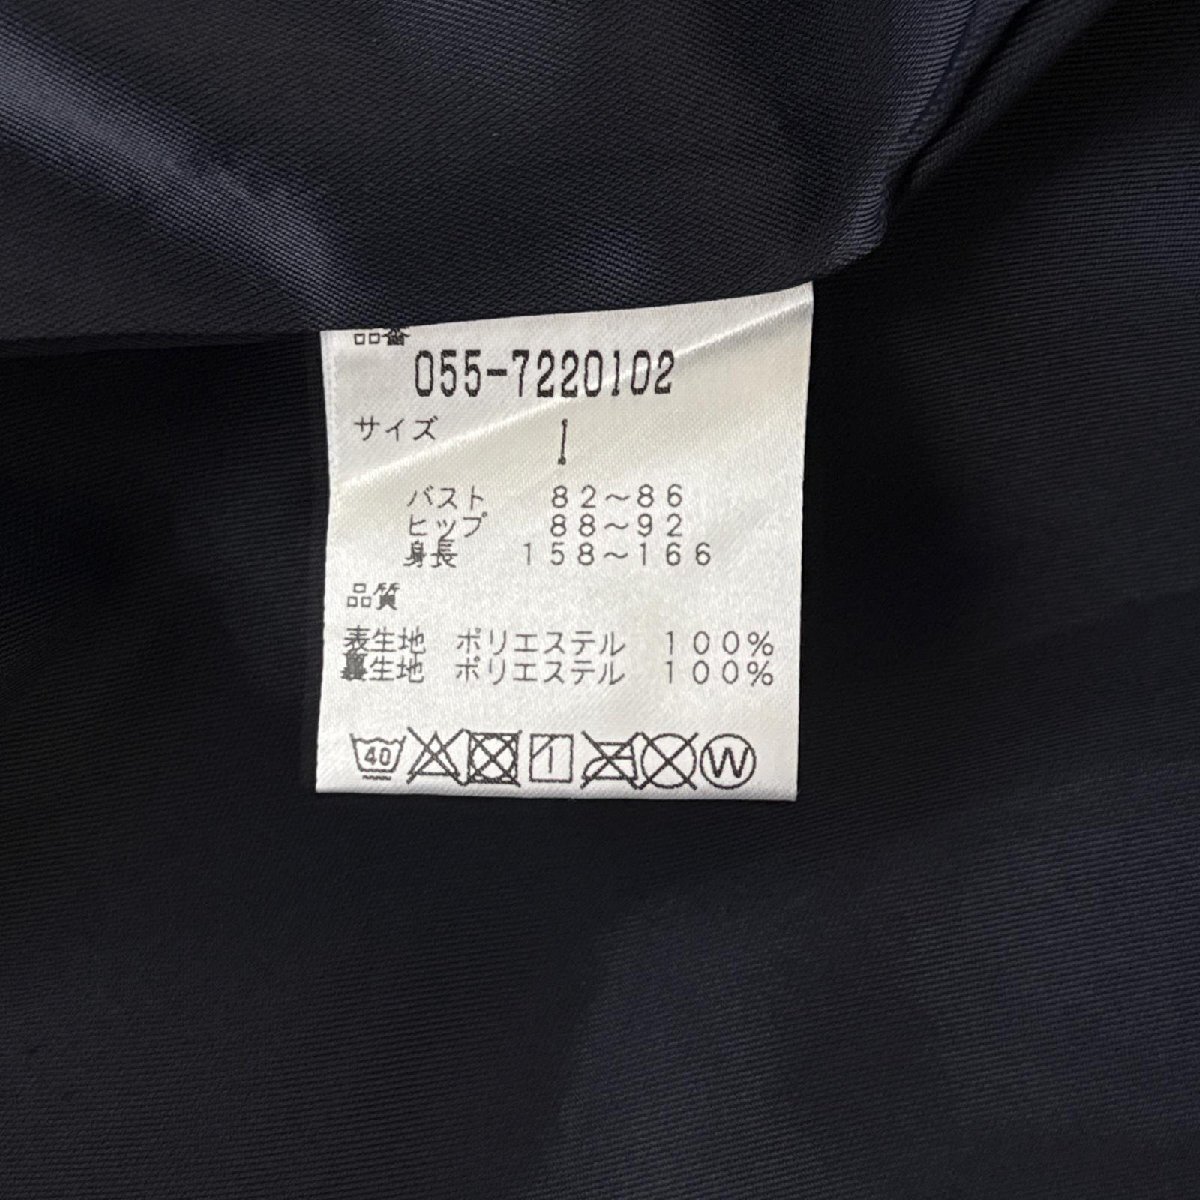 品番
055-7220102
サイズ 1
バスト 82～86
ヒップ 88～92
身長 158～166
品質
表生地 ポリエステル 100%
裏生地 ポリエステル 100%
40 W